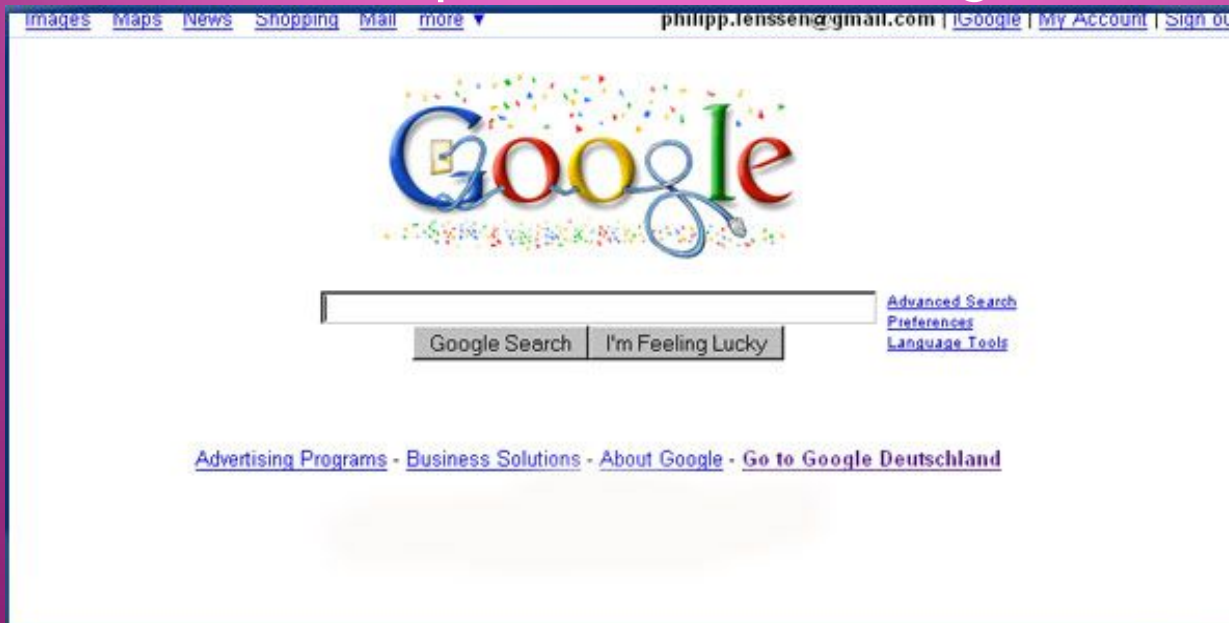 Images Maps News Shopping Mail more ▼ philipp.lenssen@gmail.com | iGoogle | My Account | Sign
Google
Advanced Search
Preferences
Google Search I'm Feeling Lucky Language Tools
Advertising Programs - Business Solutions - About Google - Go to Google Deutschland